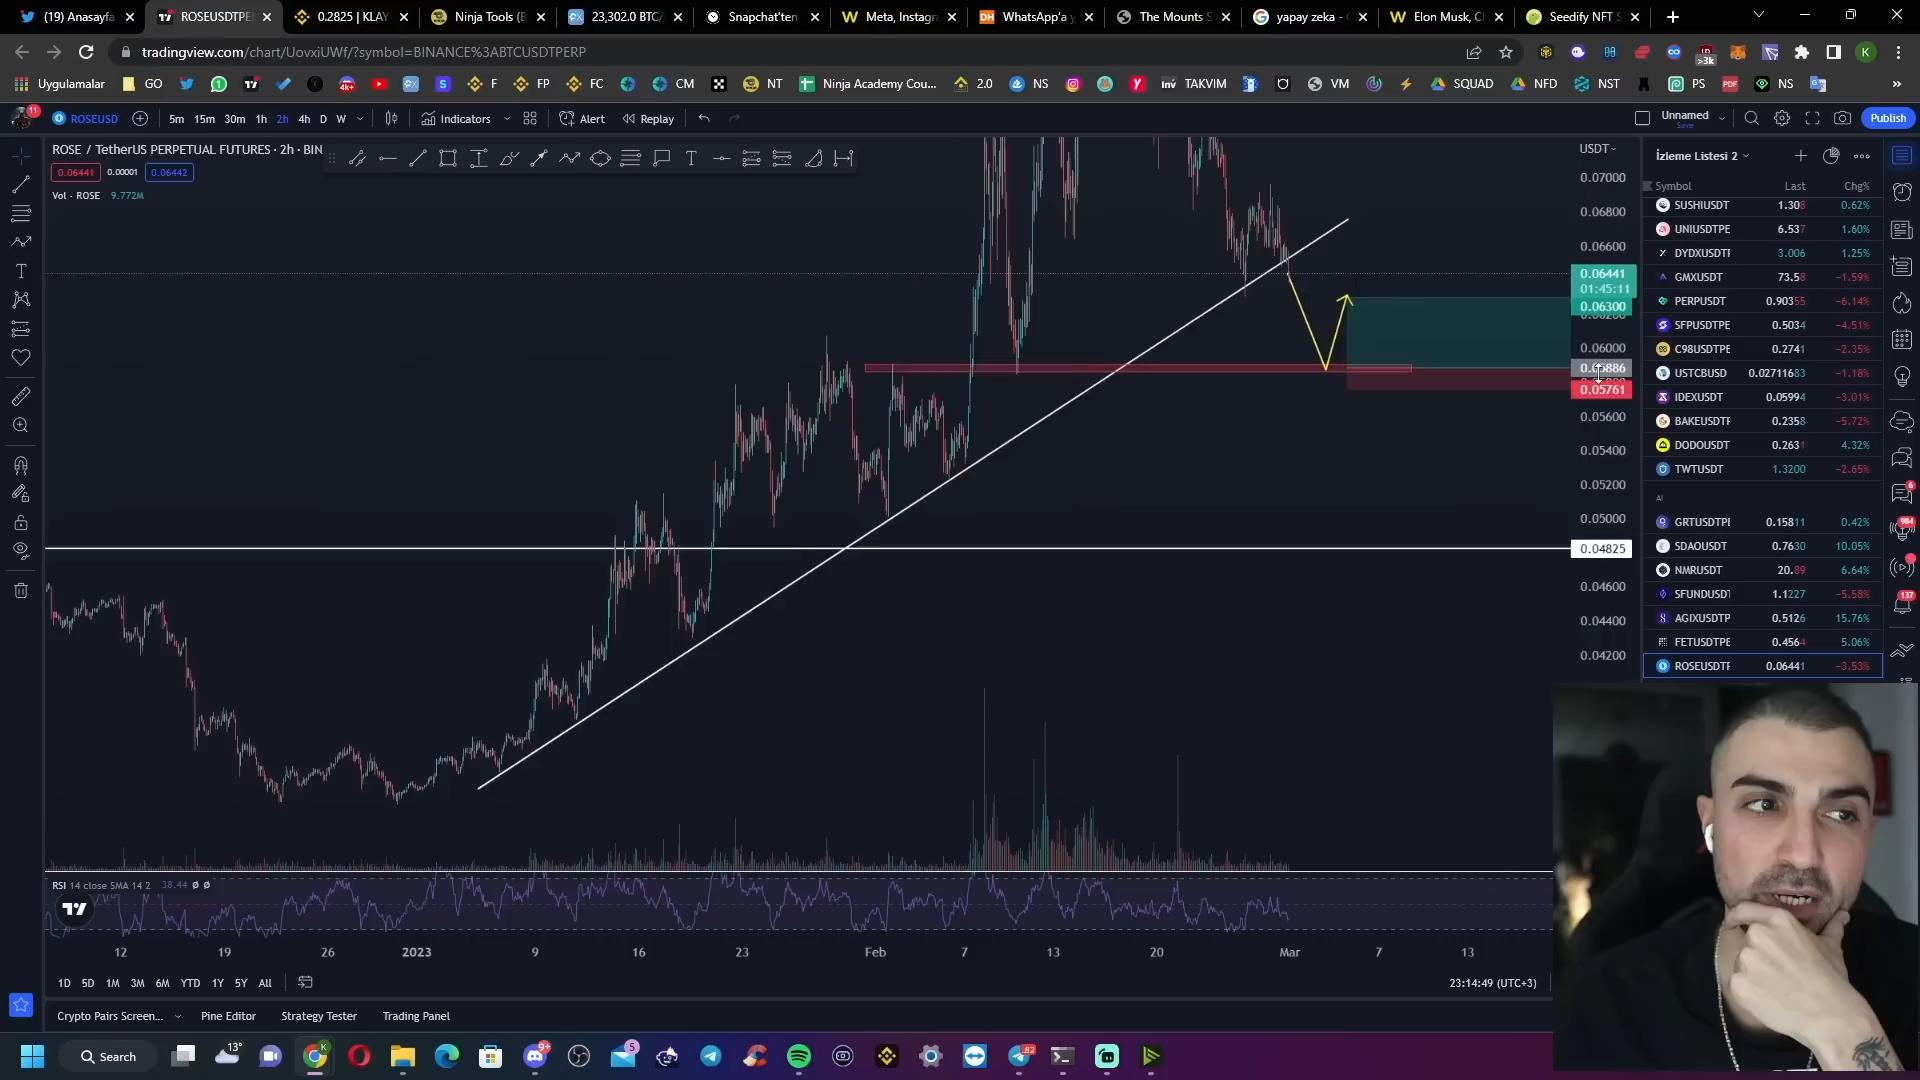 (19) Anasayfa
ROSEUSDTPE
0.2825 | KLAY
Ninja Tools (B
23,302.0 BTC/
Snapchat'ten
Meta, Instagr
WhatsApp'a y
The Mounts S
yapay zeka -
Elon Musk, C
Seedify NFT S
tradingview.com/chart/UovxiUWf/?symbol=BINANCE%3ABTCUSDTPERP
Uygulamalar
GO
F
FP
FC
CM
NT
Ninja Academy Cou...
2.0
NS
TAKVIM
VM
SQUAD
NFD
NST
PS
NS
ROSEUSD
5m 15m 30m 1h 2h 4h D W
Indicators
Alert
Replay
Unnamed
Save
Publish
ROSE / TetherUS PERPETUAL FUTURES · 2h · BIN
0.06441 0.00001 0.06442
Vol · ROSE 9.772M
USDT
0.07000
0.06800
0.06600
0.06441
01:45:11
0.06300
0.06000
0.05761
0.05600
0.05400
0.05200
0.05000
0.04825
0.04600
0.04400
0.04200
RSI 14 close SMA 14 2 38.44 Ø Ø
12 19 26 2023 9 16 23 Feb 7 13 20 Mar 7 13
1D 5D 1M 3M 6M YTD 1Y 5Y All
23:14:49 (UTC+3)
Crypto Pairs Screen...
Pine Editor
Strategy Tester
Trading Panel
İzleme Listesi 2
Symbol Last Chg%
SUSHIUSDT 1.308 0.62%
UNIUSDTPE 6.537 1.60%
DYDXUSDTF 3.006 1.25%
GMXUSDT 73.58 −1.59%
PERPUSDT 0.90355 −6.14%
SFPUSDTPE 0.5034 −4.51%
C98USDTPE 0.2741 −2.35%
USTCBUSD 0.02711683 −1.18%
IDEXUSDT 0.05994 −3.01%
BAKEUSDTF 0.2358 −5.72%
DODOUSDT 0.2631 4.32%
TWTUSDT 1.3200 −2.65%
AI
GRTUSDTPE 0.15811 0.42%
SDAOUSDT 0.7630 10.05%
NMRUSDT 20.89 6.64%
SFUNDUSDT 1.1227 −5.58%
AGIXUSDTP 0.5126 15.76%
FETUSDTPE 0.4564 5.06%
ROSEUSDTF 0.06441 −3.53%
Search
13°